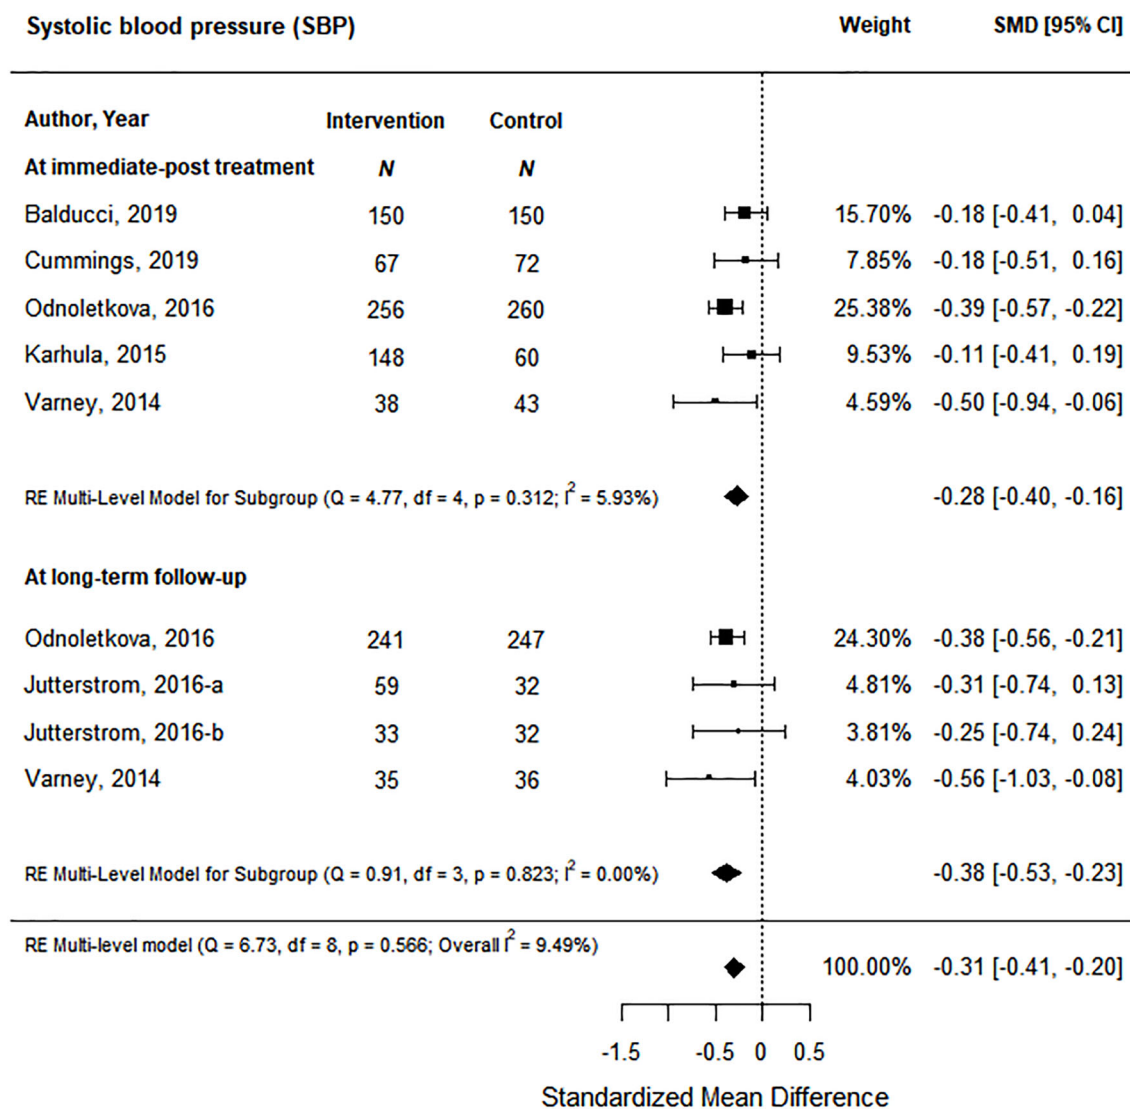 Systolic blood pressure (SBP) Weight SMD [95% CI]
Author, Year Intervention Control
At immediate-post treatment N N
Balducci, 2019 150 150 15.70% -0.18 [-0.41, 0.04]
Cummings, 2019 67 72 7.85% -0.18 [-0.51, 0.16]
Odnoletkova, 2016 256 260 25.38% -0.39 [-0.57, -0.22]
Karhula, 2015 148 60 9.53% -0.11 [-0.41, 0.19]
Varney, 2014 38 43 4.59% -0.50 [-0.94, -0.06]
RE Multi-Level Model for Subgroup (Q = 4.77, df = 4, p = 0.312; I² = 5.93%) -0.28 [-0.40, -0.16]
At long-term follow-up
Odnoletkova, 2016 241 247 24.30% -0.38 [-0.56, -0.21]
Jutterstrom, 2016-a 59 32 4.81% -0.31 [-0.74, 0.13]
Jutterstrom, 2016-b 33 32 3.81% -0.25 [-0.74, 0.24]
Varney, 2014 35 36 4.03% -0.56 [-1.03, -0.08]
RE Multi-Level Model for Subgroup (Q = 0.91, df = 3, p = 0.823; I² = 0.00%) -0.38 [-0.53, -0.23]
RE Multi-level model (Q = 6.73, df = 8, p = 0.566; Overall I² = 9.49%)
100.00% -0.31 [-0.41, -0.20]
-1.5 -0.5 0 0.5
Standardized Mean Difference